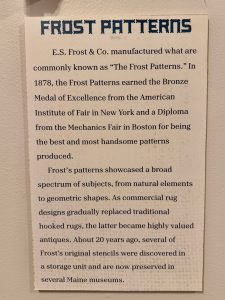 FROST PATTERNS
E.S. Frost & Co. manufactured what are
commonly known as "The Frost Patterns." In
1878, the Frost Patterns earned the Bronze
Medal of Excellence from the American
Institute of Fair in New York and a Diploma
from the Mechanics Fair in Boston for being
the best and most handsome patterns
produced.
Frost's patterns showcased a broad
spectrum of subjects, from natural elements
to geometric shapes. As commercial rug
designs gradually replaced traditional
hooked rugs, the latter became highly valued
antiques. About 20 years ago, several of
Frost's original stencils were discovered in
a storage unit and are now preserved in
several Maine museums.